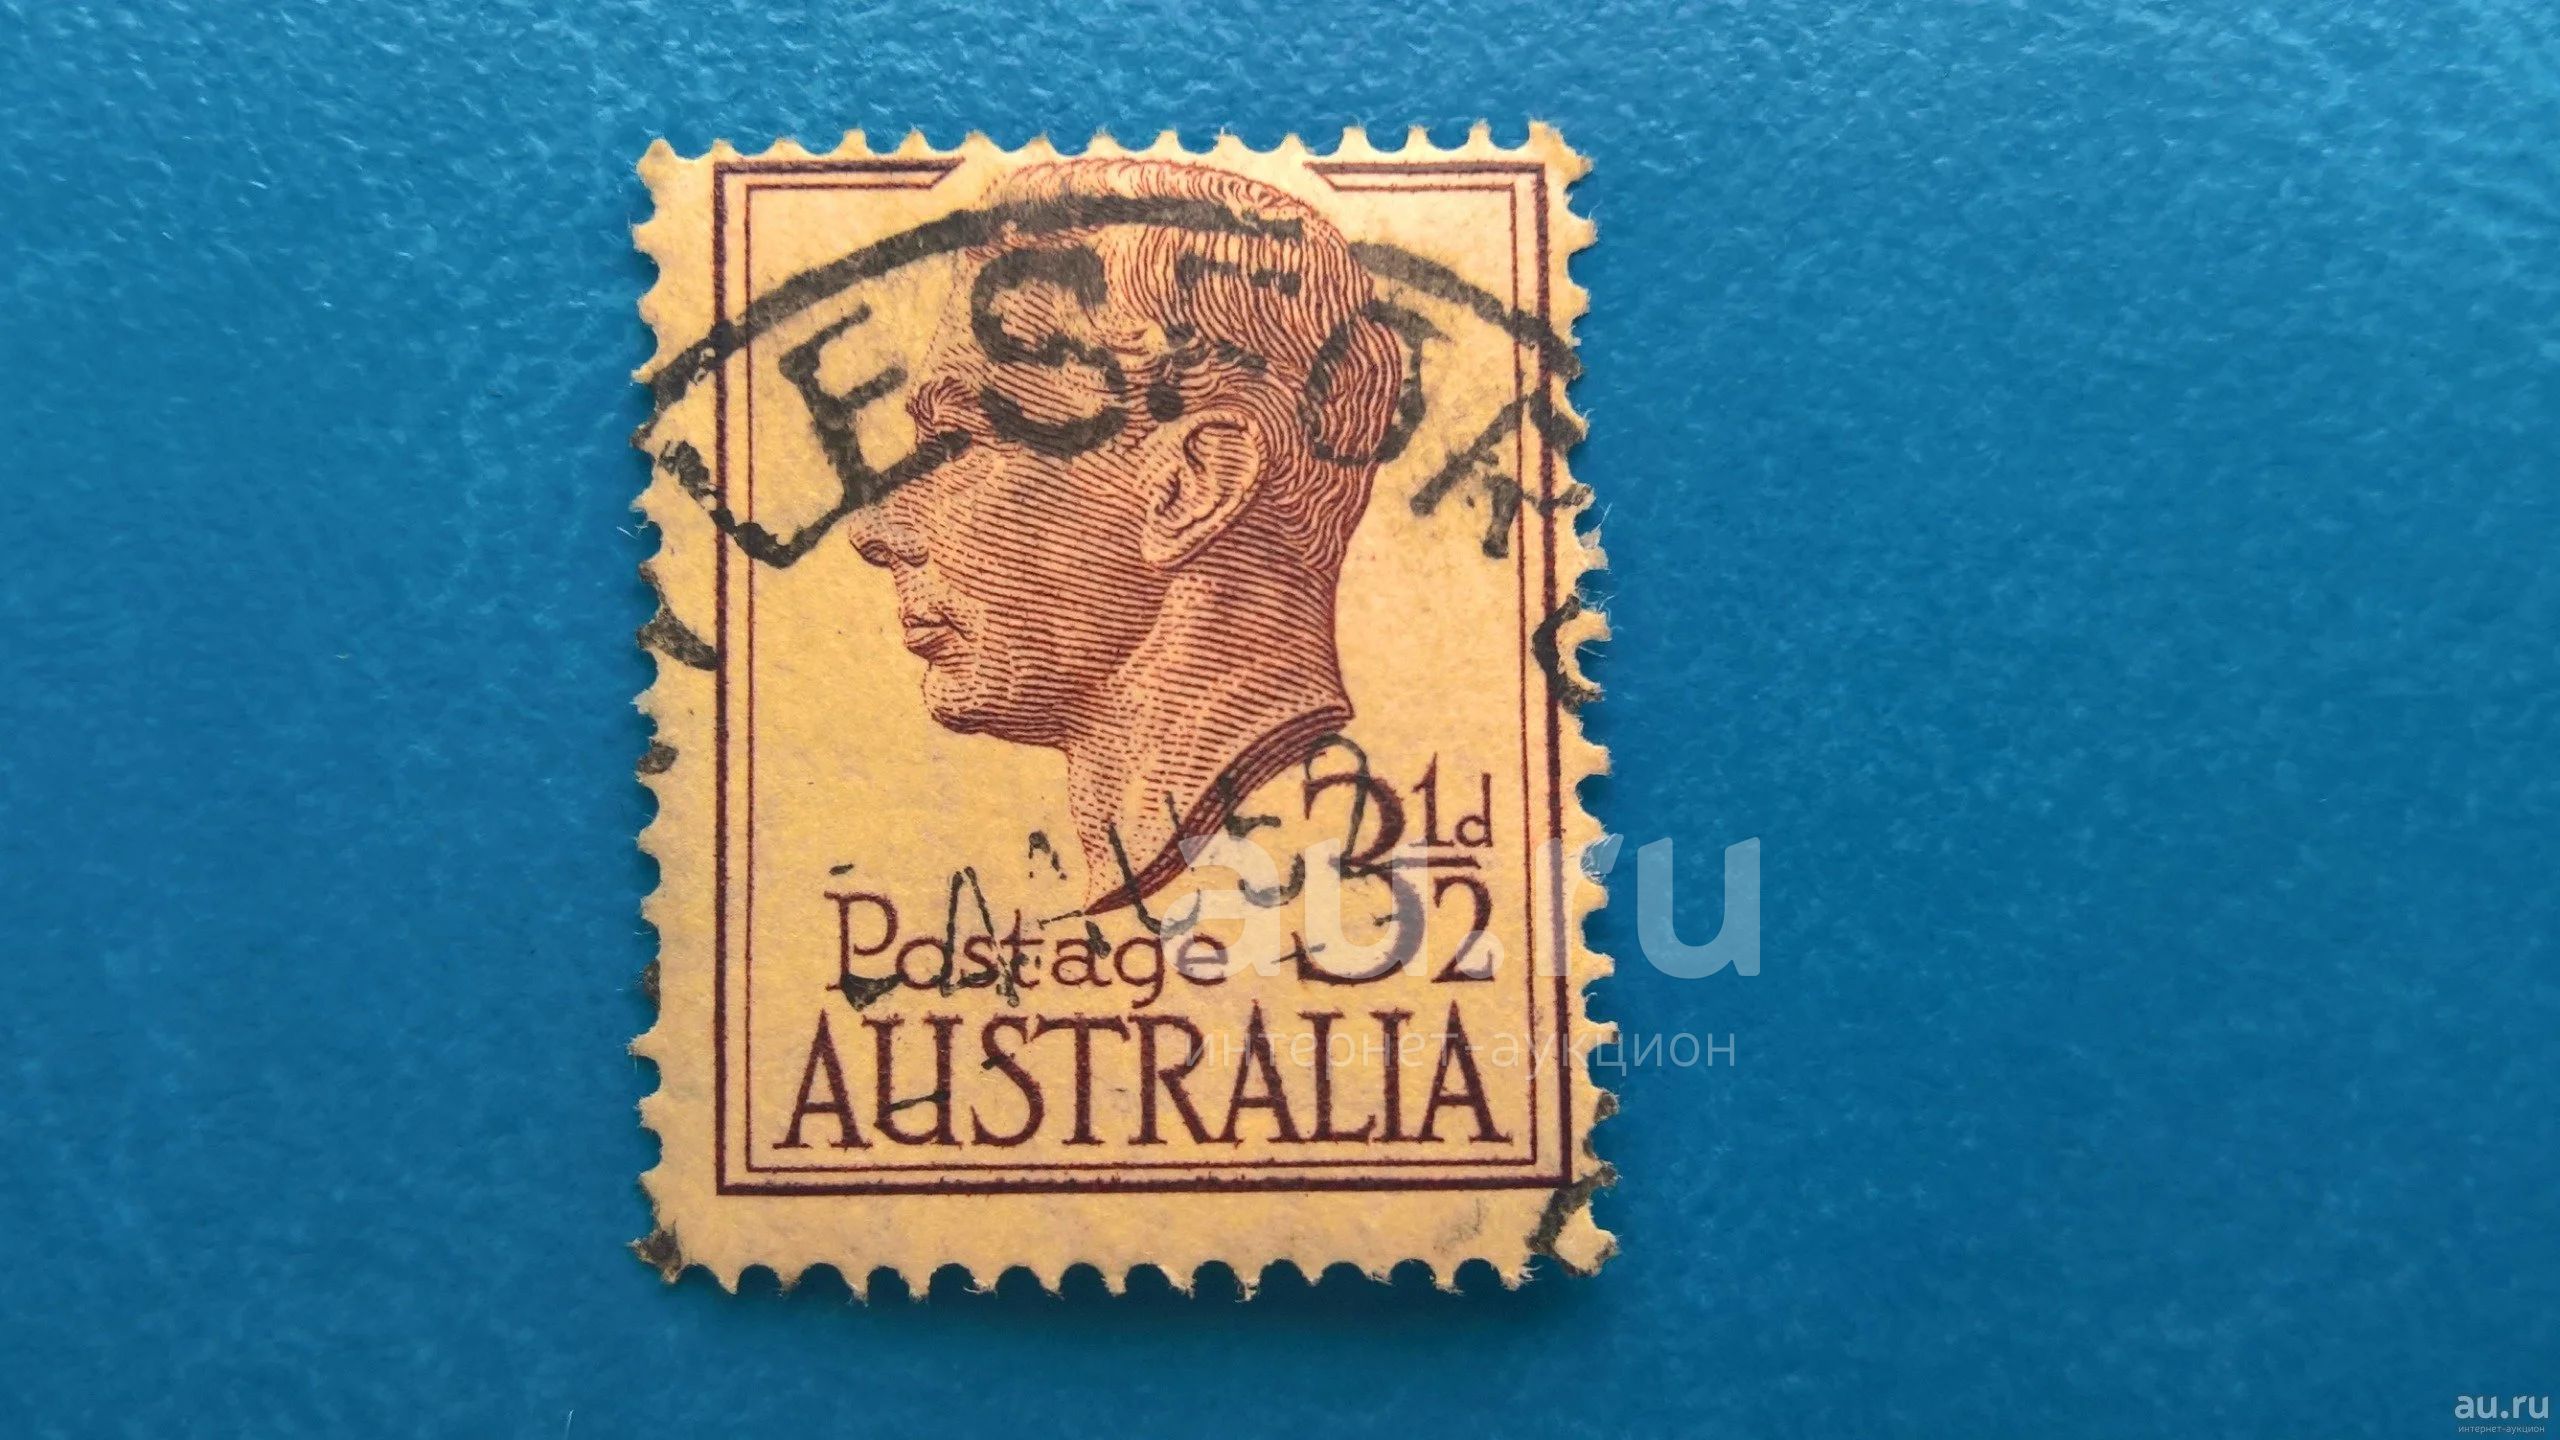 3½d
Postage
AUSTRALIA
au.ru
интернет-аукцион
au.ru
интернет-аукцион